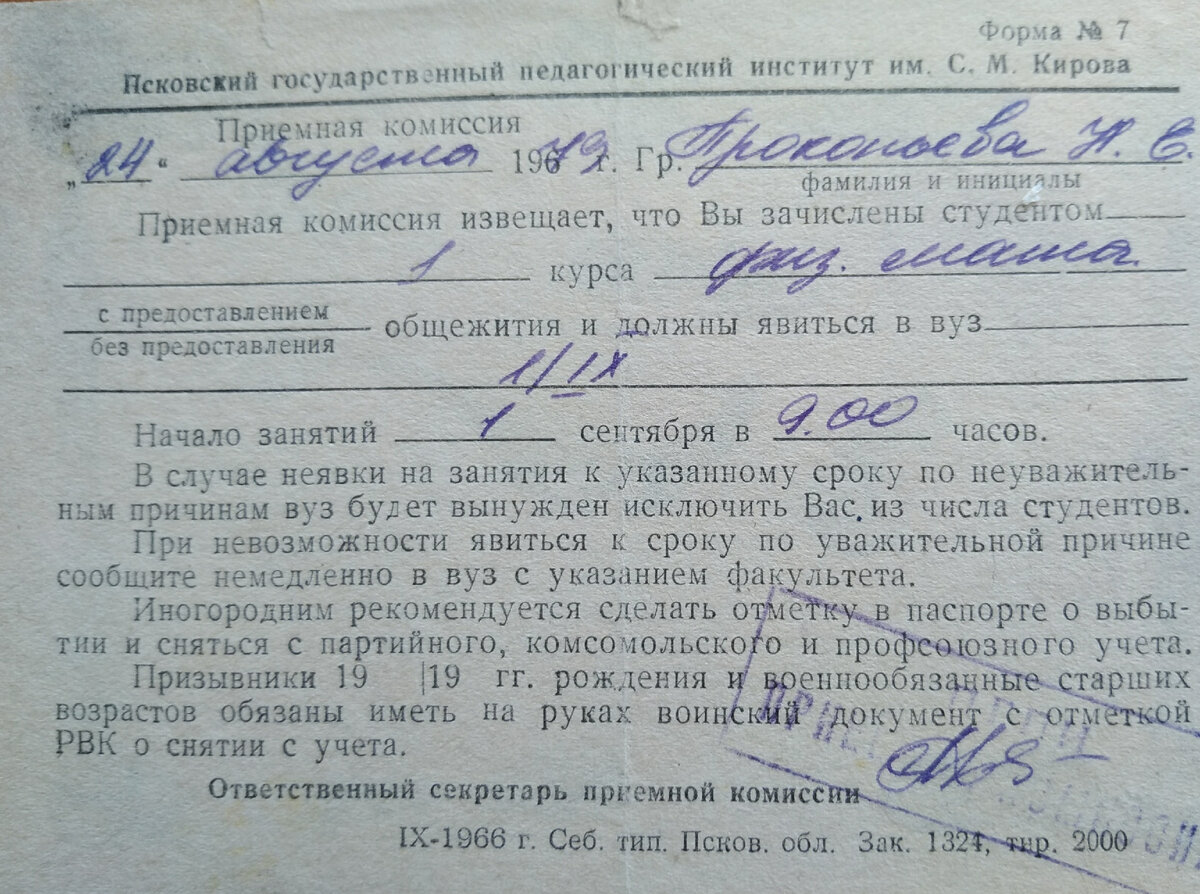 Форма № 7
Псковский государственный педагогический институт им. С. М. Кирова
Приемная комиссия
„24“ августа 1973 г. Гр. Прокопьева Н. Е.
фамилия и инициалы
Приемная комиссия извещает, что Вы зачислены студентом
1 курса физ. мата.
с предоставлением
без предоставления
общежития и должны явиться в вуз
1/IX
Начало занятий 1 сентября в 9.00 часов.
В случае неявки на занятия к указанному сроку по неуважитель-
ным причинам вуз будет вынужден исключить Вас из числа студентов.
При невозможности явиться к сроку по уважительной причине
сообщите немедленно в вуз с указанием факультета.
Иногородним рекомендуется сделать отметку в паспорте о выбы-
тии и сняться с партийного, комсомольского и профсоюзного учета.
Призывники 19 |19 гг. рождения и военнообязанные старших
возрастов обязаны иметь на руках воинский документ с отметкой
РВК о снятии с учета.
Ответственный секретарь приемной комиссии
IX-1966 г. Себ. тип. Псков. обл. Зак. 1324, тир. 2000